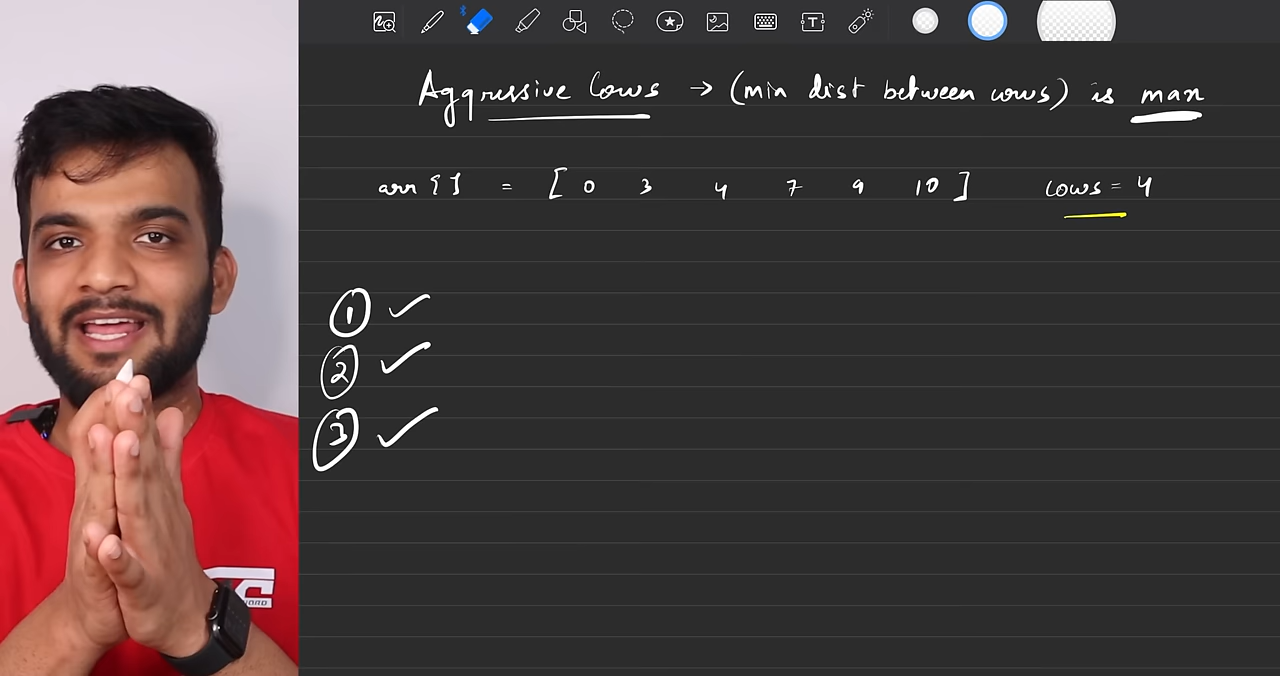 Aggressive Cows → (min dist between cows) is max
arr [ ] = [ 0 3 4 7 9 10 ] cows = 4
① ✓
② ✓
③ ✓
T